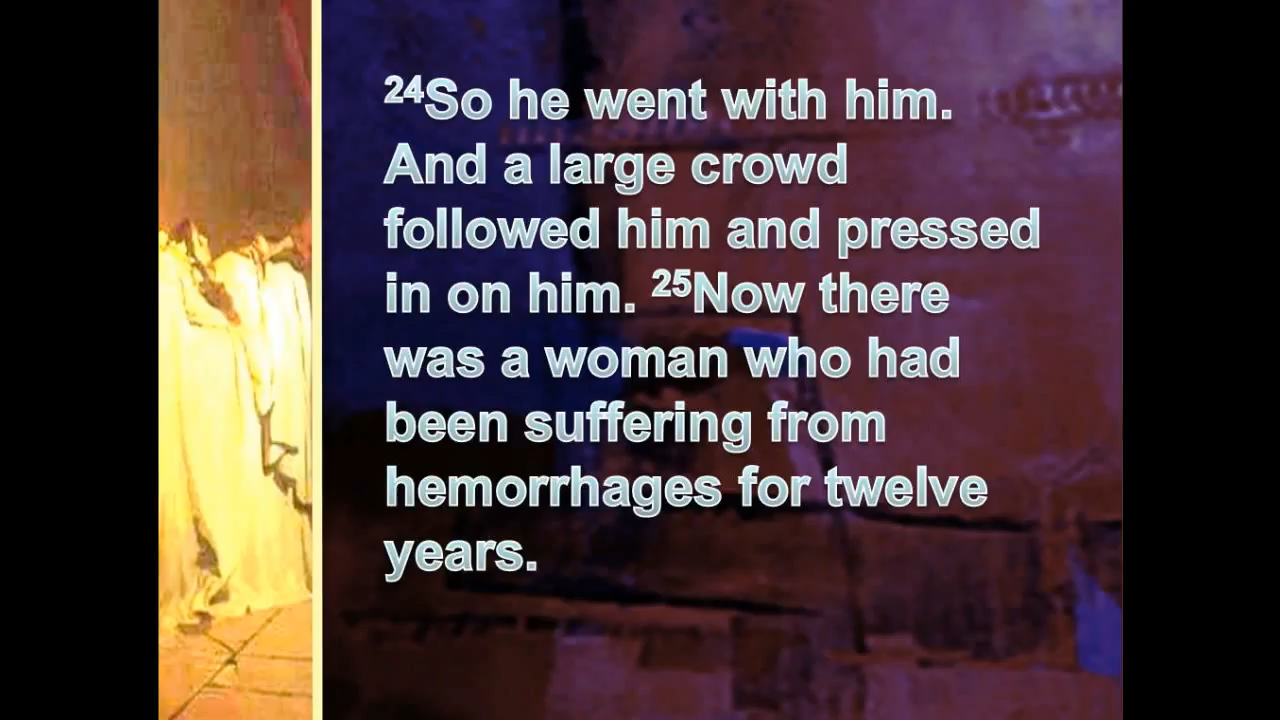 ²⁴So he went with him.
And a large crowd
followed him and pressed
in on him. ²⁵Now there
was a woman who had
been suffering from
hemorrhages for twelve
years.